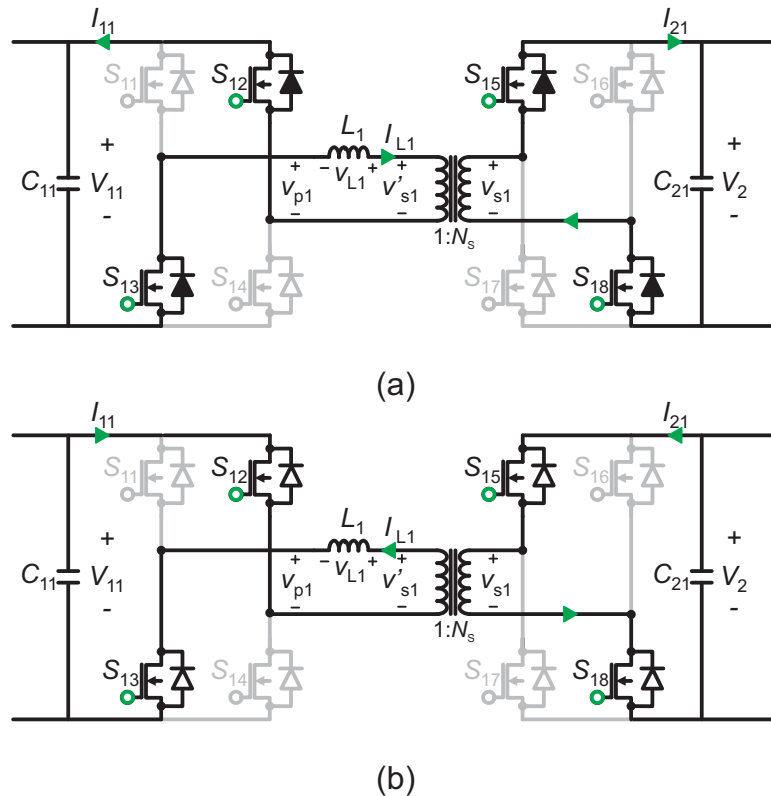 I11 I21
S11 S12 S15 S16
L1 IL1
+ + + + +
C11 V11 vp1 − vL1 + v's1 vs1 C21 V2
- − − − -
1:Ns
S13 S14 S17 S18
(a)
I11 I21
S11 S12 S15 S16
L1 IL1
+ + + + +
C11 V11 vp1 − vL1 + v's1 vs1 C21 V2
- − − − -
1:Ns
S13 S14 S17 S18
(b)